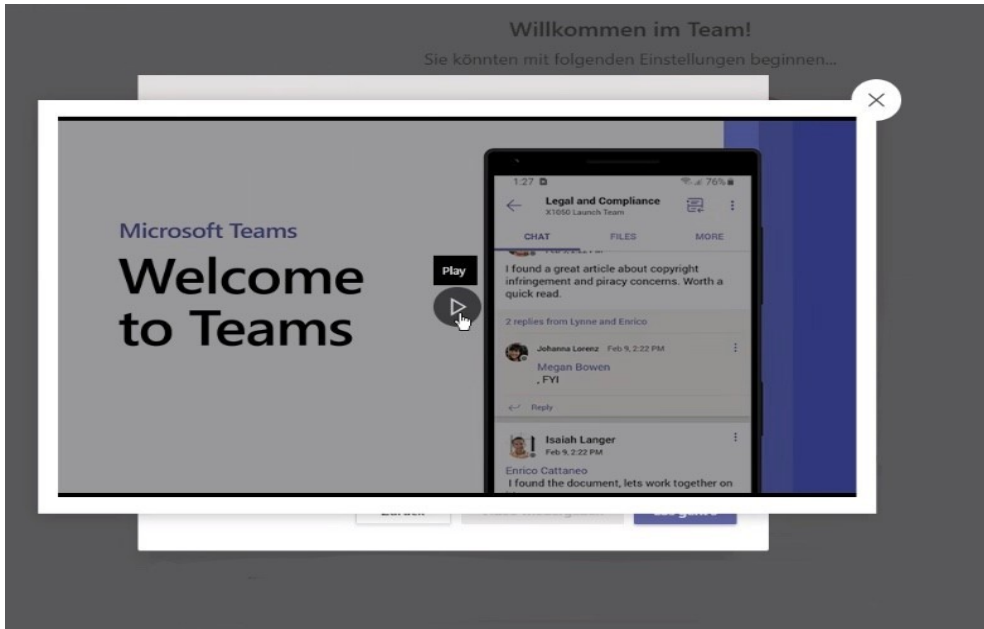 Willkommen im Team!
Sie könnten mit folgenden Einstellungen beginnen...
Microsoft Teams
Welcome
to Teams
Play
1:27
76%
Legal and Compliance
X1050 Launch Team
CHAT FILES MORE
I found a great article about copyright
infringement and piracy concerns. Worth a
quick read.
2 replies from Lynne and Enrico
Johanna Lorenz Feb 9, 2:22 PM
Megan Bowen
, FYI
Reply
Isaiah Langer
Feb 9, 2:22 PM
Enrico Cattaneo
I found the document, lets work together on